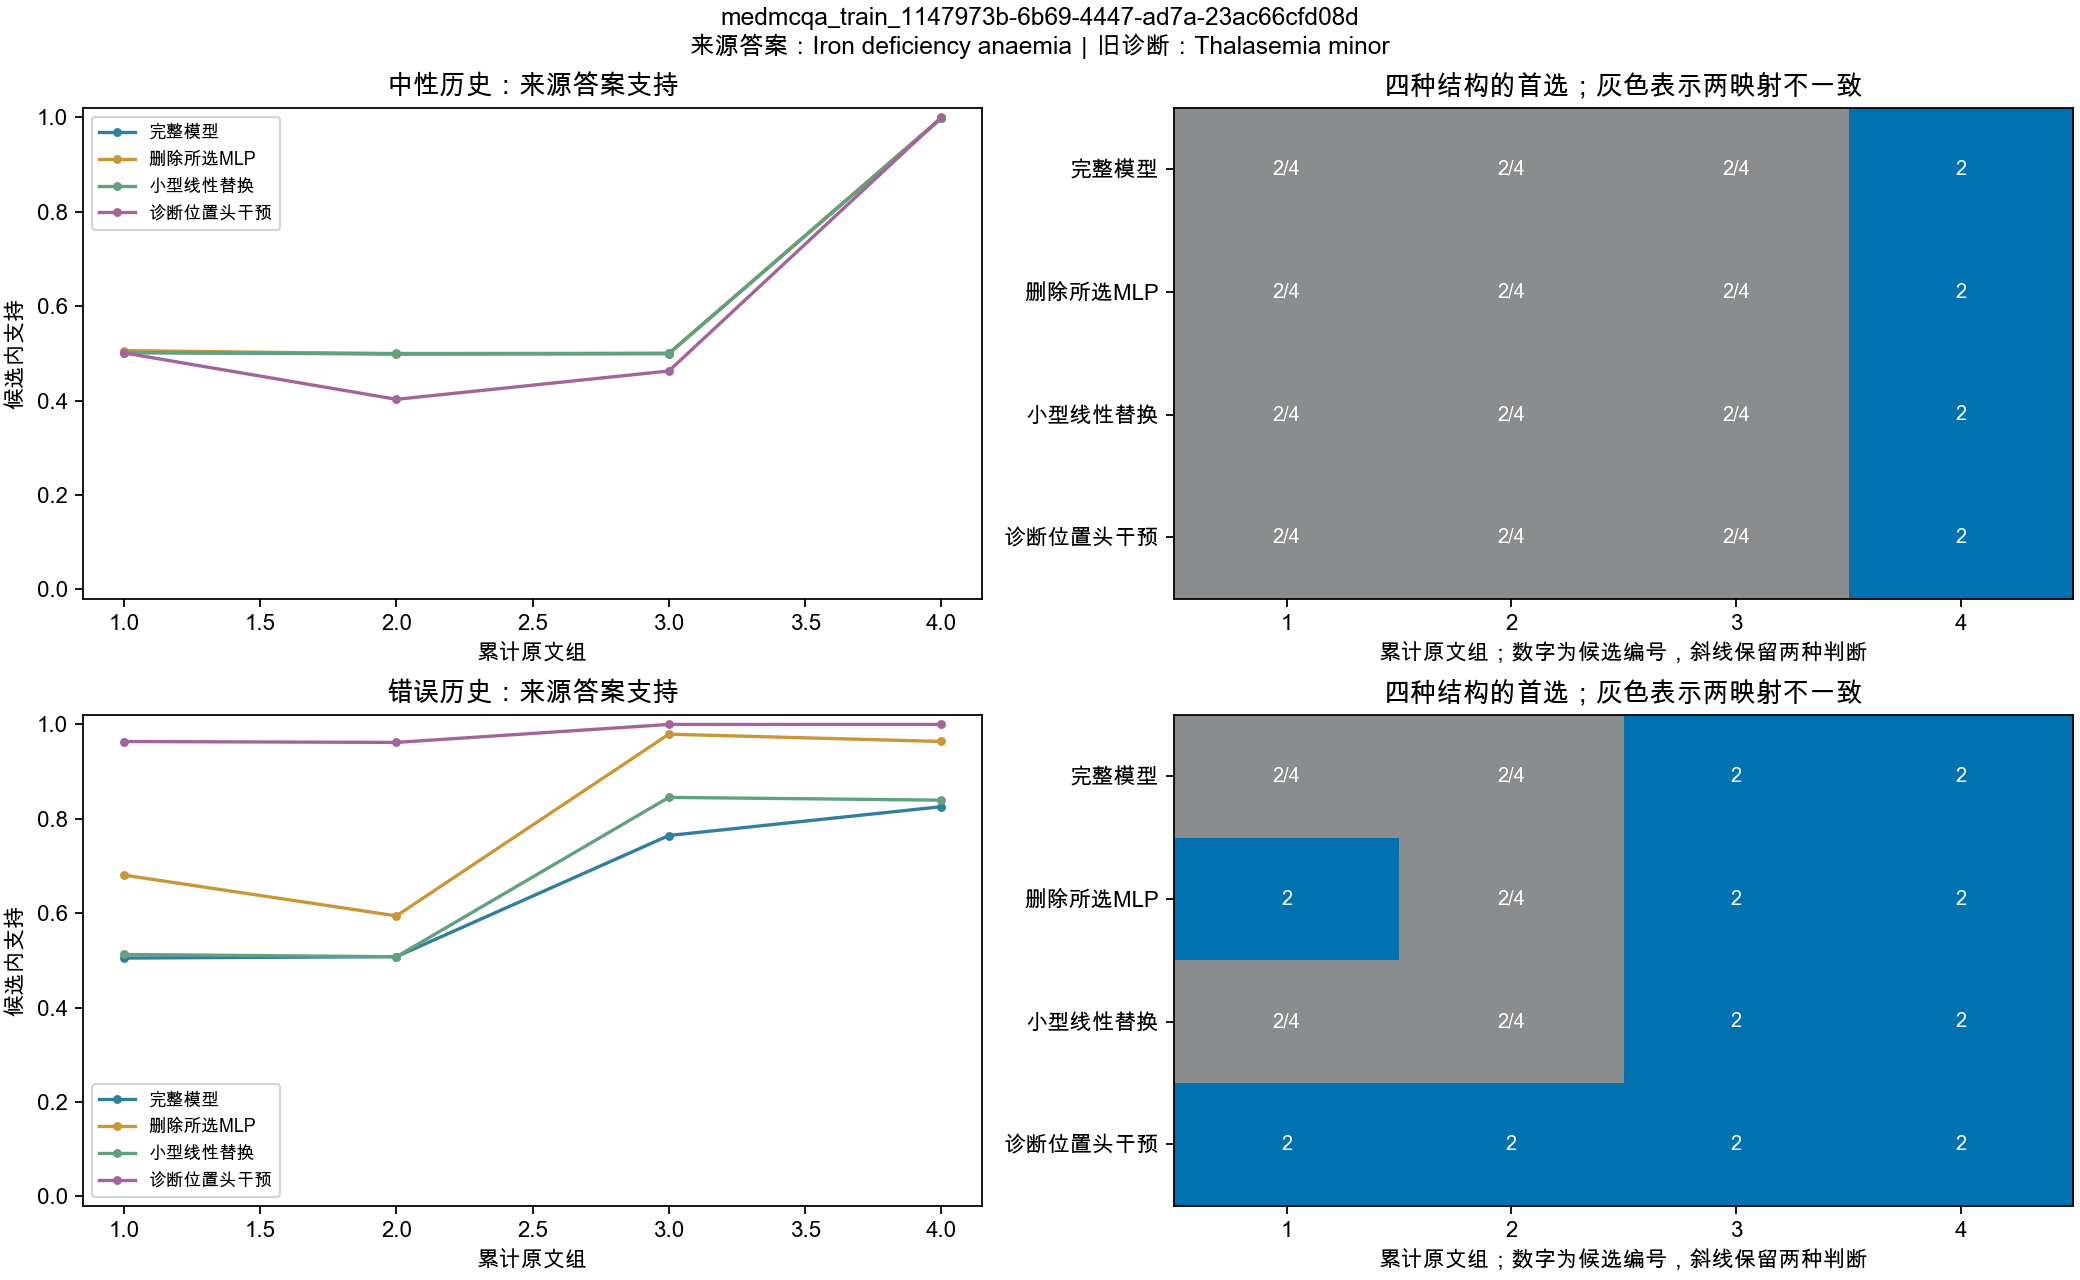 medmcqa_train_1147973b-6b69-4447-ad7a-23ac66cfd08d
来源答案：Iron deficiency anaemia | 旧诊断：Thalasemia minor
中性历史：来源答案支持
1.0
0.8
0.6
0.4
0.2
0.0
候选内支持
完整模型
删除所选MLP
小型线性替换
诊断位置头干预
1.0 1.5 2.0 2.5 3.0 3.5 4.0
累计原文组
四种结构的首选；灰色表示两映射不一致
完整模型 2/4 2/4 2/4 2
删除所选MLP 2/4 2/4 2/4 2
小型线性替换 2/4 2/4 2/4 2
诊断位置头干预 2/4 2/4 2/4 2
1 2 3 4
累计原文组；数字为候选编号，斜线保留两种判断
错误历史：来源答案支持
1.0
0.8
0.6
0.4
0.2
0.0
候选内支持
完整模型
删除所选MLP
小型线性替换
诊断位置头干预
1.0 1.5 2.0 2.5 3.0 3.5 4.0
累计原文组
四种结构的首选；灰色表示两映射不一致
完整模型 2/4 2/4 2 2
删除所选MLP 2 2/4 2 2
小型线性替换 2/4 2/4 2 2
诊断位置头干预 2 2 2 2
1 2 3 4
累计原文组；数字为候选编号，斜线保留两种判断